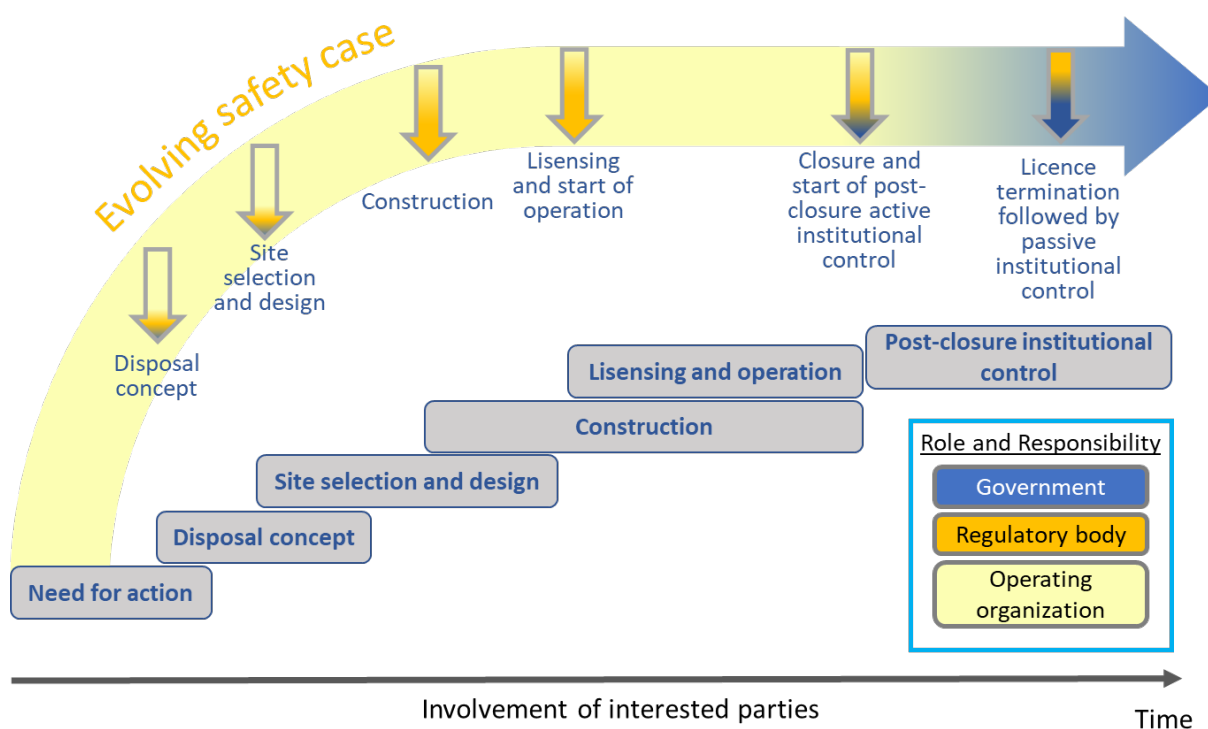 Evolving safety case
Disposal
concept
Site
selection
and design
Construction
Lisensing
and start of
operation
Closure and
start of post-
closure active
institutional
control
Licence
termination
followed by
passive
institutional
control
Need for action
Disposal concept
Site selection and design
Construction
Lisensing and operation
Post-closure institutional
control
Role and Responsibility
Government
Regulatory body
Operating
organization
Involvement of interested parties
Time